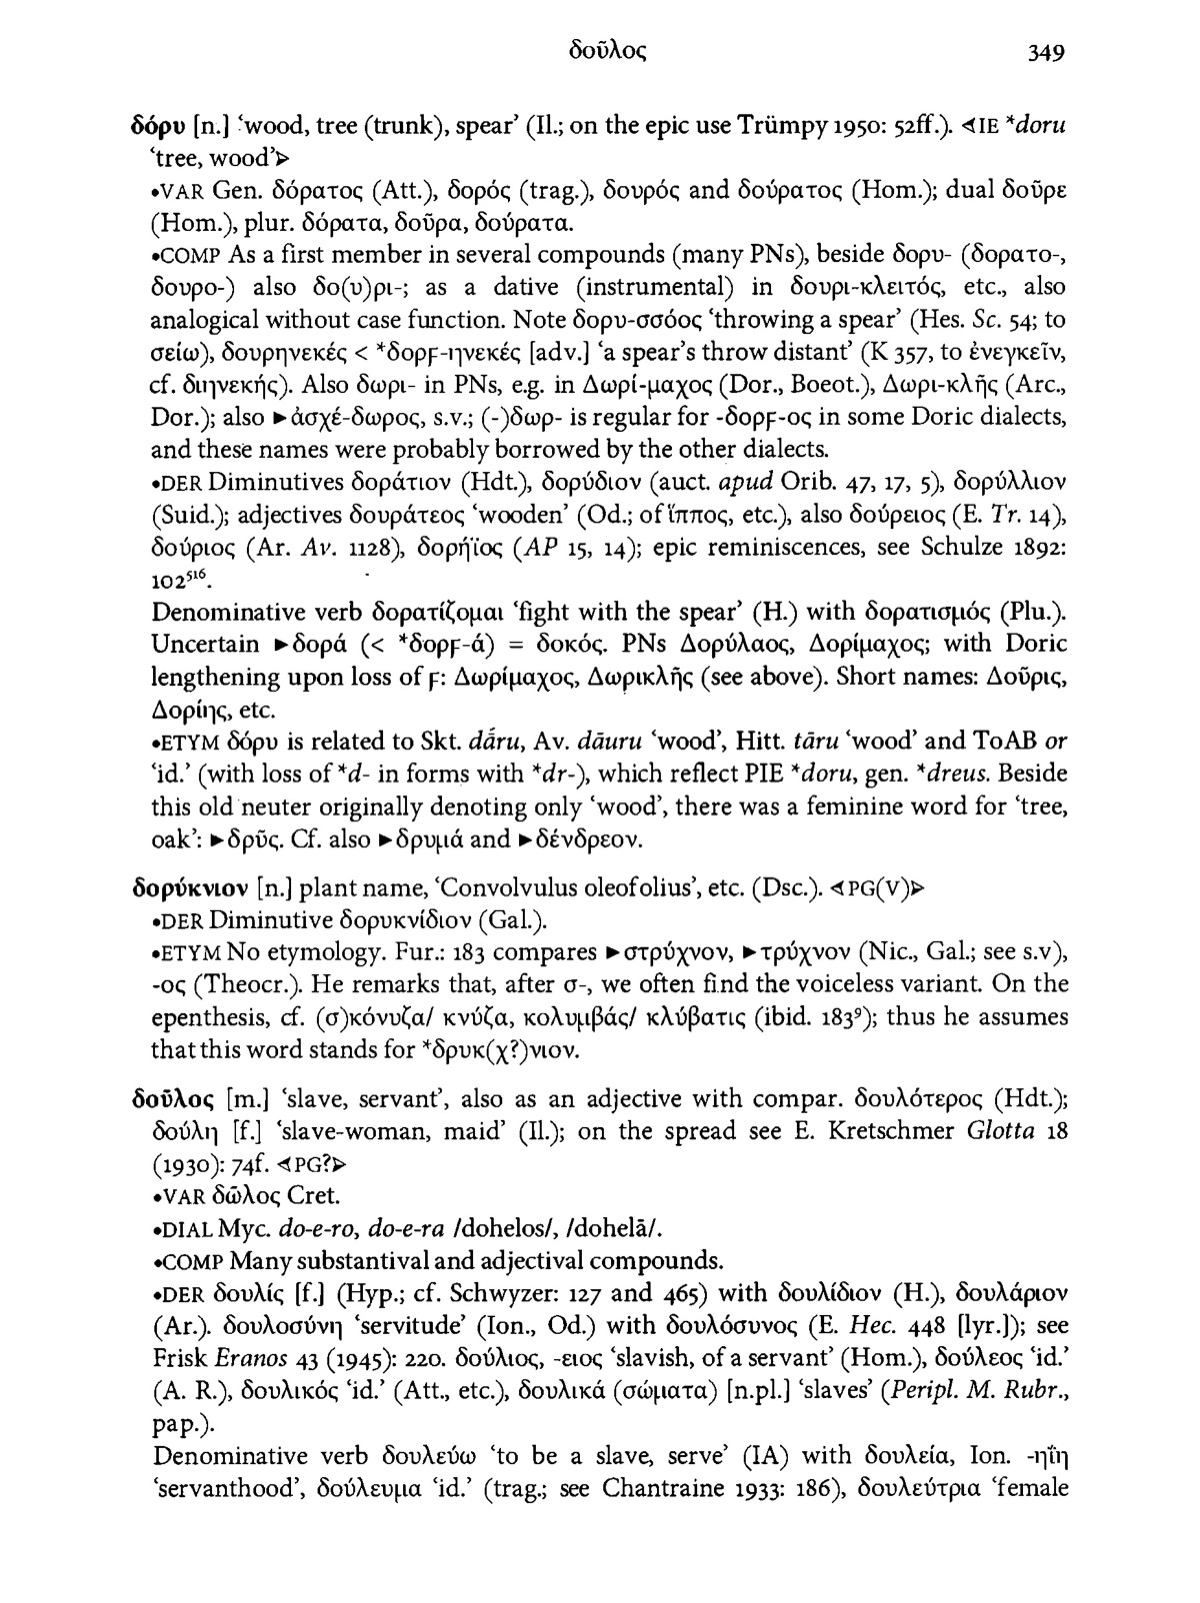 δοῦλος 349
δόρυ [n.] ‘wood, tree (trunk), spear’ (Il.; on the epic use Trümpy 1950: 52ff.). ⊰IE *doru
‘tree, wood’⊱
•VAR Gen. δόρατος (Att.), δορός (trag.), δουρός and δούρατος (Hom.); dual δοῦρε
(Hom.), plur. δόρατα, δοῦρα, δούρατα.
•COMP As a first member in several compounds (many PNs), beside δορυ- (δορατο-,
δουρο-) also δο(υ)ρι-; as a dative (instrumental) in δουρι-κλειτός, etc., also
analogical without case function. Note δορυ-σσόος ‘throwing a spear’ (Hes. Sc. 54; to
σείω), δουρηνεκές < *δορϝ-ηνεκές [adv.] ‘a spear’s throw distant’ (K 357, to ἐνεγκεῖν,
cf. διηνεκής). Also δωρι- in PNs, e.g. in Δωρί-μαχος (Dor., Boeot.), Δωρι-κλῆς (Arc.,
Dor.); also ►ἀσχέ-δωρος, s.v.; (-)δωρ- is regular for -δορϝ-ος in some Doric dialects,
and these names were probably borrowed by the other dialects.
•DER Diminutives δοράτιον (Hdt.), δορύδιον (auct. apud Orib. 47, 17, 5), δορύλλιον
(Suid.); adjectives δουράτεος ‘wooden’ (Od.; of ἵππος, etc.), also δούρειος (E. Tr. 14),
δούριος (Ar. Av. 1128), δορήϊος (AP 15, 14); epic reminiscences, see Schulze 1892:
102⁵¹⁶.
Denominative verb δορατίζομαι ‘fight with the spear’ (H.) with δορατισμός (Plu.).
Uncertain ►δορά (< *δορϝ-ά) = δοκός. PNs Δορύλαος, Δορίμαχος; with Doric
lengthening upon loss of ϝ: Δωρίμαχος, Δωρικλῆς (see above). Short names: Δοῦρις,
Δορίης, etc.
•ETYM δόρυ is related to Skt. dā́ru, Av. dāuru ‘wood’, Hitt. tāru ‘wood’ and ToAB or
‘id.’ (with loss of *d- in forms with *dr-), which reflect PIE *doru, gen. *dreus. Beside
this old neuter originally denoting only ‘wood’, there was a feminine word for ‘tree,
oak’: ►δρῦς. Cf. also ►δρυμά and ►δένδρεον.
δορύκνιον [n.] plant name, ‘Convolvulus oleofolius’, etc. (Dsc.). ⊰PG(V)⊱
•DER Diminutive δορυκνίδιον (Gal.).
•ETYM No etymology. Fur.: 183 compares ►στρύχνον, ►τρύχνον (Nic., Gal.; see s.v),
-ος (Theocr.). He remarks that, after σ-, we often find the voiceless variant. On the
epenthesis, cf. (σ)κόνυζα/ κνύζα, κολυμβάς/ κλύβατις (ibid. 183⁹); thus he assumes
that this word stands for *δρυκ(χ?)νιον.
δοῦλος [m.] ‘slave, servant’, also as an adjective with compar. δουλότερος (Hdt.);
δούλη [f.] ‘slave-woman, maid’ (Il.); on the spread see E. Kretschmer Glotta 18
(1930): 74f. ⊰PG?⊱
•VAR δῶλος Cret.
•DIAL Myc. do-e-ro, do-e-ra /dohelos/, /dohelā/.
•COMP Many substantival and adjectival compounds.
•DER δουλίς [f.] (Hyp.; cf. Schwyzer: 127 and 465) with δουλίδιον (H.), δουλάριον
(Ar.). δουλοσύνη ‘servitude’ (Ion., Od.) with δουλόσυνος (E. Hec. 448 [lyr.]); see
Frisk Eranos 43 (1945): 220. δούλιος, -ειος ‘slavish, of a servant’ (Hom.), δούλεος ‘id.’
(A. R.), δουλικός ‘id.’ (Att., etc.), δουλικά (σώματα) [n.pl.] ‘slaves’ (Peripl. M. Rubr.,
pap.).
Denominative verb δουλεύω ‘to be a slave, serve’ (IA) with δουλεία, Ion. -ηΐη
‘servanthood’, δούλευμα ‘id.’ (trag.; see Chantraine 1933: 186), δουλεύτρια ‘female